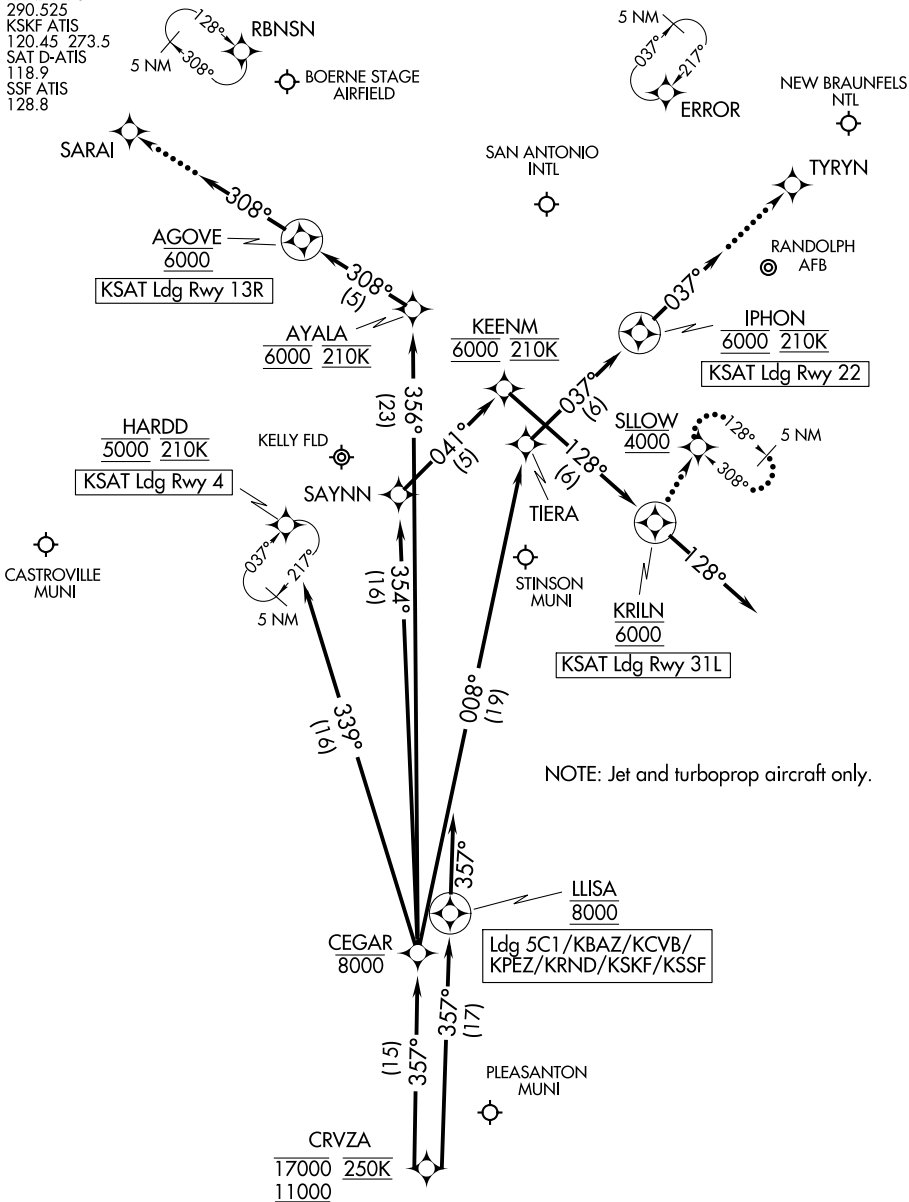 290.525
KSKF ATIS
120.45 273.5
SAT D-ATIS
118.9
SSF ATIS
128.8
5 NM
128°
308°
RBNSN
BOERNE STAGE
AIRFIELD
5 NM
037°
217°
ERROR
NEW BRAUNFELS
NTL
SARAI
SAN ANTONIO
INTL
TYRYN
308°
AGOVE
6000
KSAT Ldg Rwy 13R
308°
(5)
RANDOLPH
AFB
037°
AYALA
6000 210K
KEENM
6000 210K
IPHON
6000 210K
KSAT Ldg Rwy 22
037°
(6)
356°
(23)
HARDD
5000 210K
KSAT Ldg Rwy 4
KELLY FLD
041°
(5)
128°
(6)
SLLOW
4000
128°
308°
5 NM
SAYNN
TIERA
CASTROVILLE
MUNI
037°
217°
5 NM
354°
(16)
STINSON
MUNI
128°
KRILN
6000
KSAT Ldg Rwy 31L
339°
(16)
008°
(19)
NOTE: Jet and turboprop aircraft only.
357°
LLISA
8000
Ldg 5C1/KBAZ/KCVB/
KPEZ/KRND/KSKF/KSSF
CEGAR
8000
357°
(15)
357°
(17)
PLEASANTON
MUNI
CRVZA
17000 250K
11000